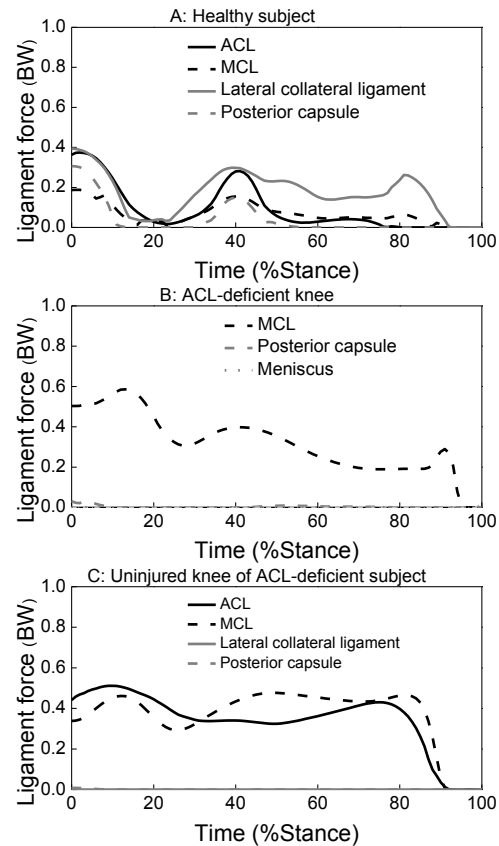 A: Healthy subject
1.0
0.8
0.6
0.4
0.2
0.0
Ligament force (BW)
ACL
MCL
Lateral collateral ligament
Posterior capsule
0 20 40 60 80 100
Time (%Stance)
B: ACL-deficient knee
1.0
0.8
0.6
0.4
0.2
0.0
Ligament force (BW)
MCL
Posterior capsule
Meniscus
0 20 40 60 80 100
Time (%Stance)
C: Uninjured knee of ACL-deficient subject
1.0
0.8
0.6
0.4
0.2
0.0
Ligament force (BW)
ACL
MCL
Lateral collateral ligament
Posterior capsule
0 20 40 60 80 100
Time (%Stance)